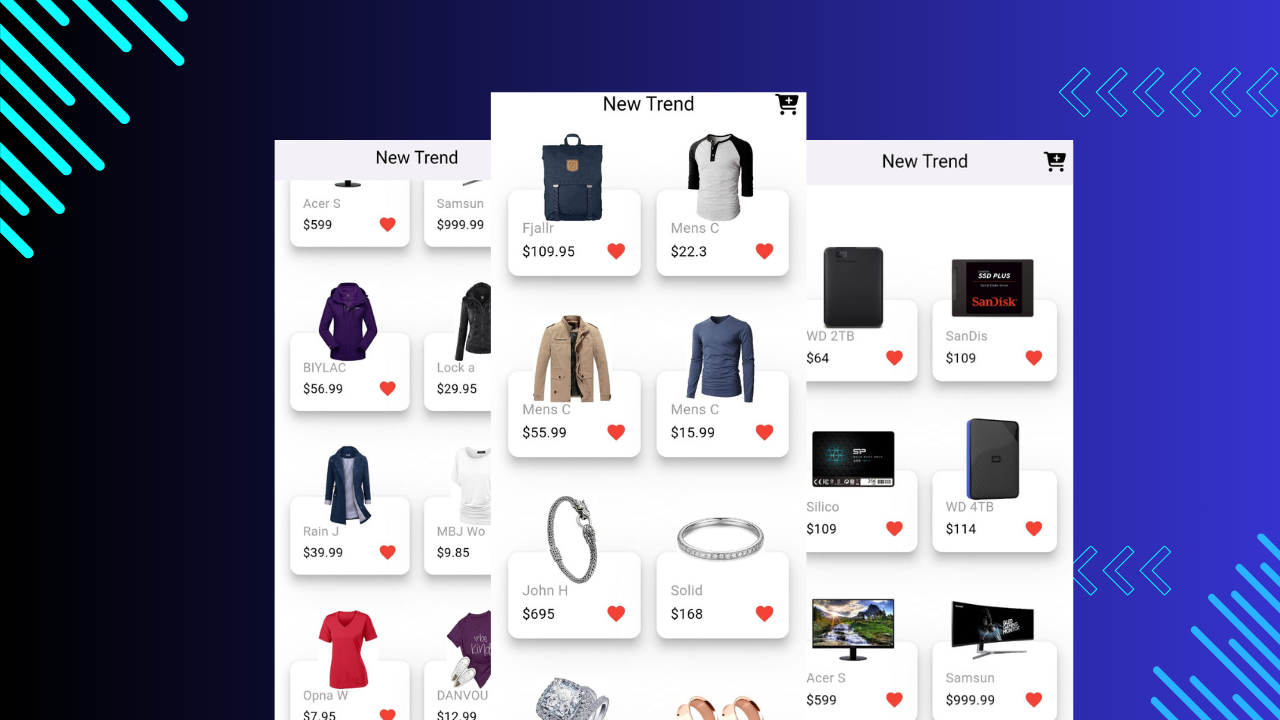 New Trend
Acer S
$599
Samsun
$999.99
BIYLAC
$56.99
Lock a
$29.95
Rain J
$39.99
MBJ Wo
$9.85
Opna W
$7.95
be
kind
DANVOU
$12.99
New Trend
Fjallr
$109.95
Mens C
$22.3
Mens C
$55.99
Mens C
$15.99
John H
$695
Solid
$168
New Trend
WD 2TB
$64
SSD PLUS
SanDisk
SanDis
$109
SP
Silico
$109
WD 4TB
$114
Acer S
$599
Samsun
$999.99